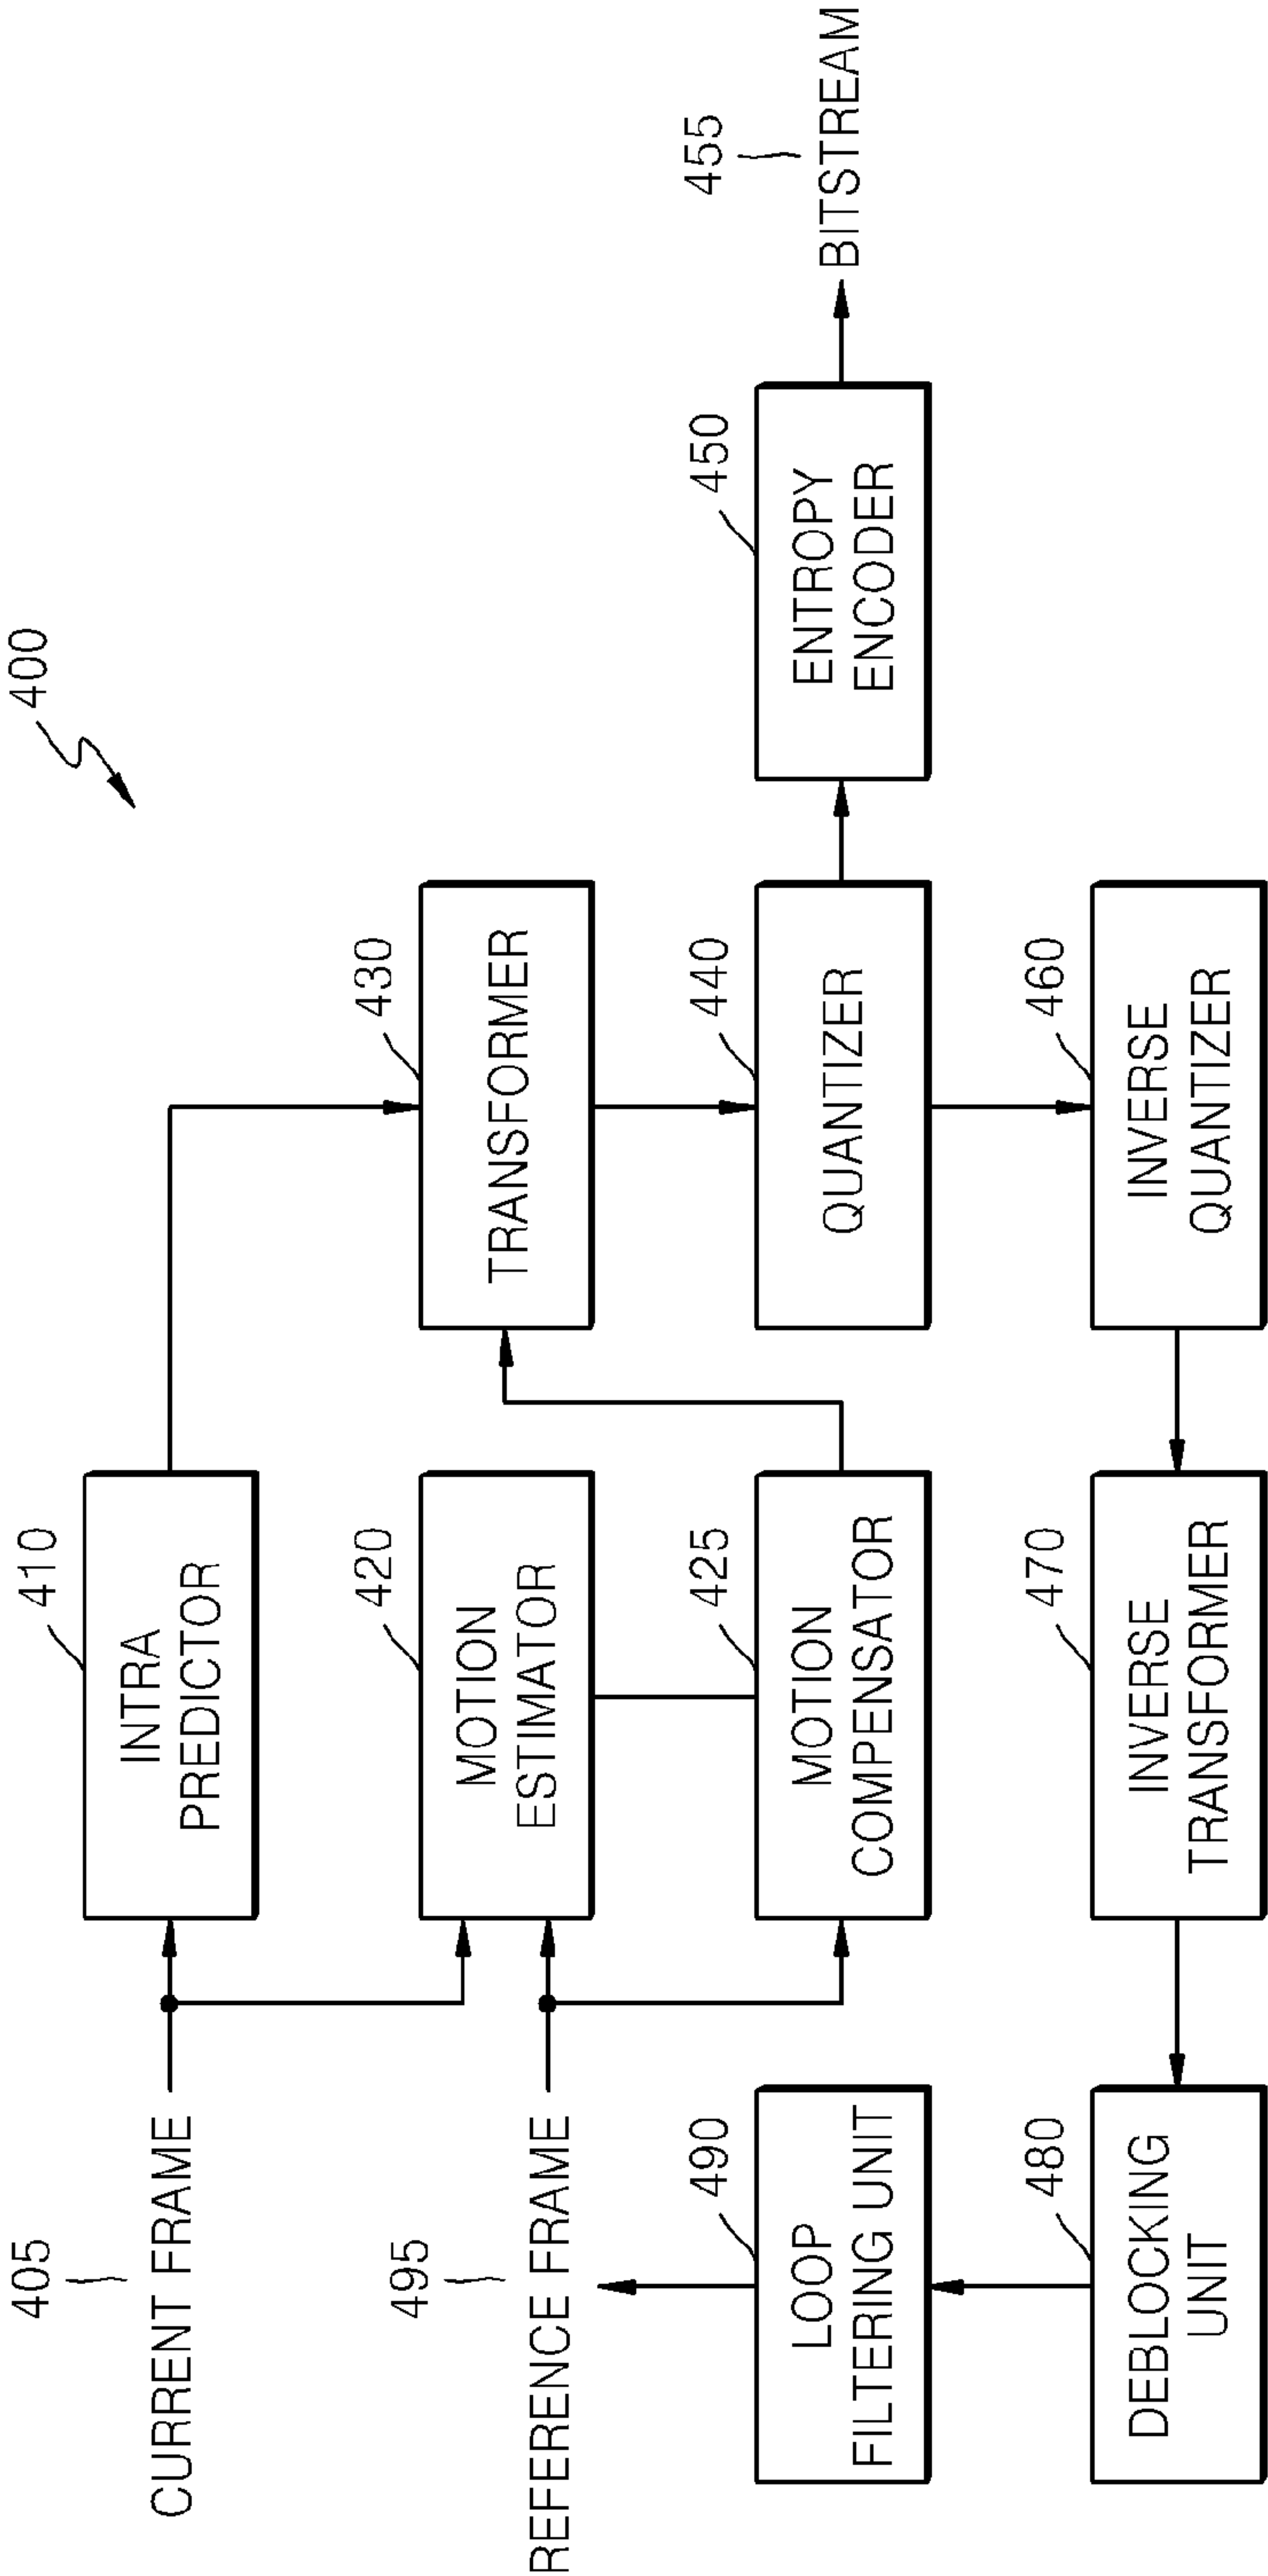 400
405
CURRENT FRAME
410
INTRA
PREDICTOR
495
REFERENCE FRAME
420
MOTION
ESTIMATOR
430
TRANSFORMER
490
LOOP
FILTERING UNIT
425
MOTION
COMPENSATOR
440
QUANTIZER
450
ENTROPY
ENCODER
455
BITSTREAM
480
DEBLOCKING
UNIT
470
INVERSE
TRANSFORMER
460
INVERSE
QUANTIZER